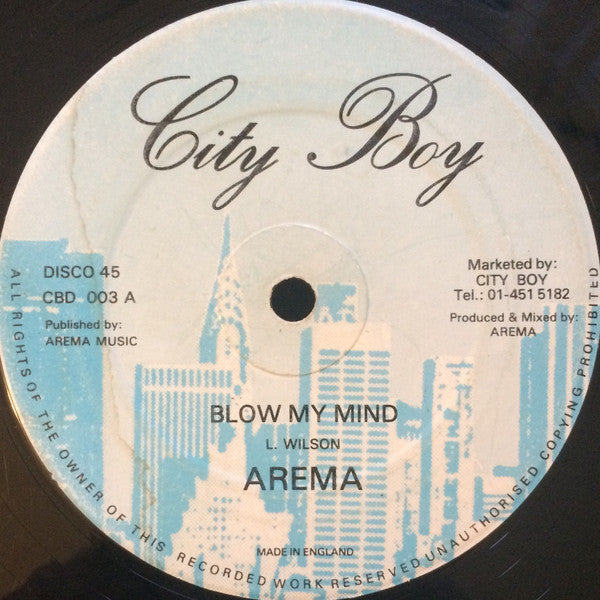 City Boy
DISCO 45
CBD 003 A
Published by:
AREMA MUSIC
Marketed by:
CITY BOY
Tel.: 01-451 5182
Produced & Mixed by:
AREMA
BLOW MY MIND
L. WILSON
AREMA
MADE IN ENGLAND
ALL RIGHTS OF THE OWNER OF THIS RECORDED WORK RESERVED UNAUTHORISED COPYING PROHIBITED